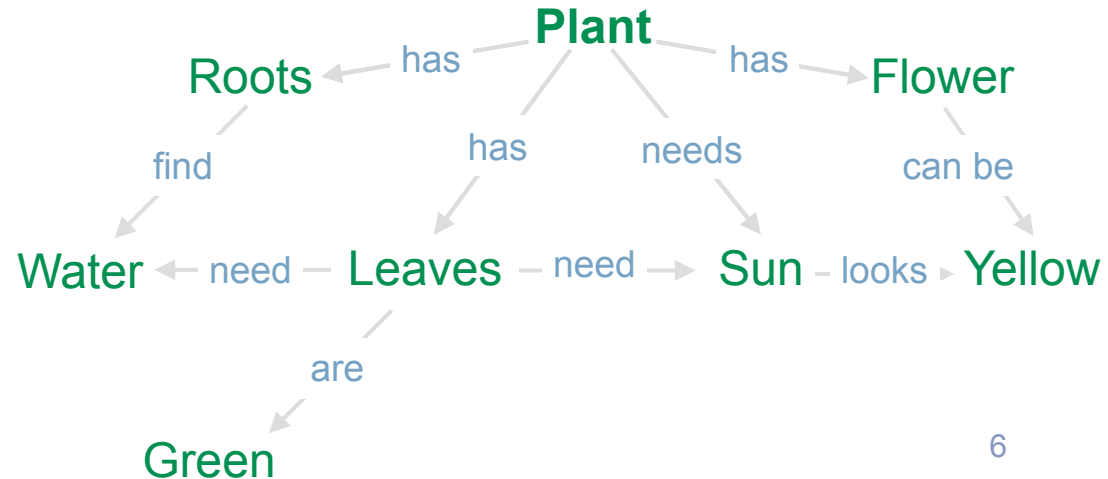 Plant
Roots
has
has
Flower
find
has
needs
can be
Water
need
Leaves
need
Sun
looks
Yellow
are
Green
6